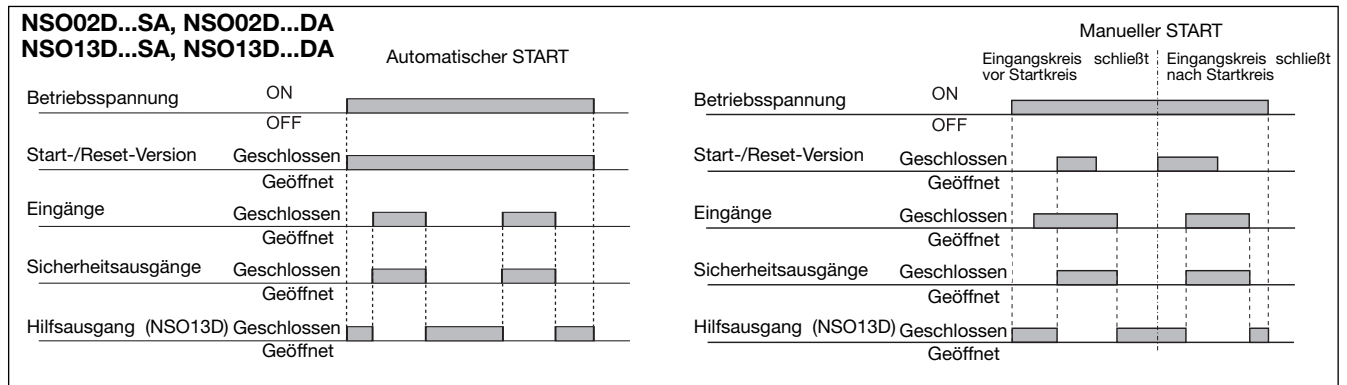 NSO02D...SA, NSO02D...DA
NSO13D...SA, NSO13D...DA
Automatischer START
Betriebsspannung ON
OFF
Start-/Reset-Version Geschlossen
Geöffnet
Eingänge Geschlossen
Geöffnet
Sicherheitsausgänge Geschlossen
Geöffnet
Hilfsausgang (NSO13D) Geschlossen
Geöffnet
Manueller START
Eingangskreis schließt Eingangskreis schließt
vor Startkreis nach Startkreis
Betriebsspannung ON
OFF
Start-/Reset-Version Geschlossen
Geöffnet
Eingänge Geschlossen
Geöffnet
Sicherheitsausgänge Geschlossen
Geöffnet
Hilfsausgang (NSO13D) Geschlossen
Geöffnet